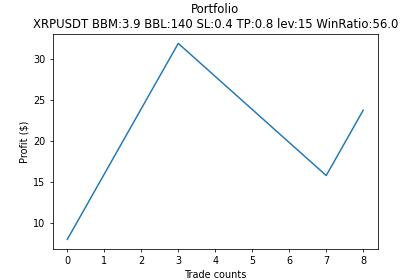 Portfolio
XRPUSDT BBM:3.9 BBL:140 SL:0.4 TP:0.8 lev:15 WinRatio:56.0
Profit ($)
30
25
20
15
10
0 1 2 3 4 5 6 7 8
Trade counts